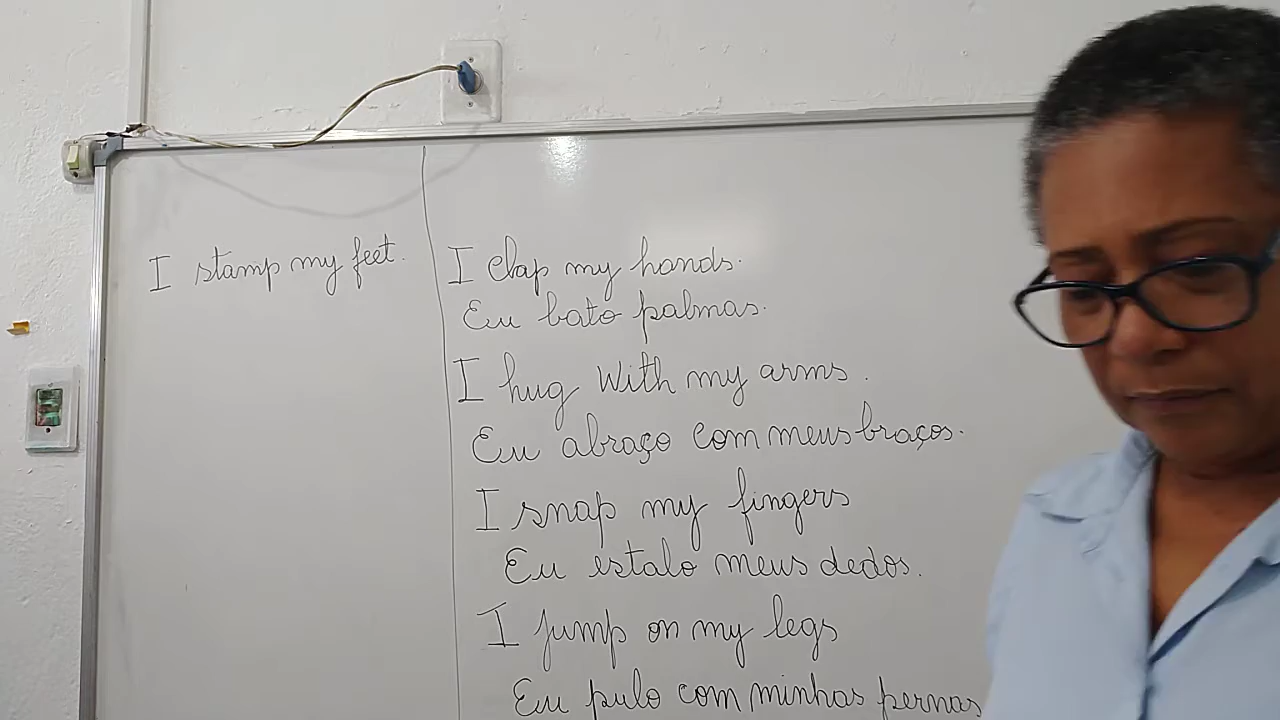 I stamp my feet.
I clap my hands.
Eu bato palmas.
I hug with my arms.
Eu abraço com meus braços.
I snap my fingers
Eu estalo meus dedos.
I jump on my legs
Eu pulo com minhas pernas